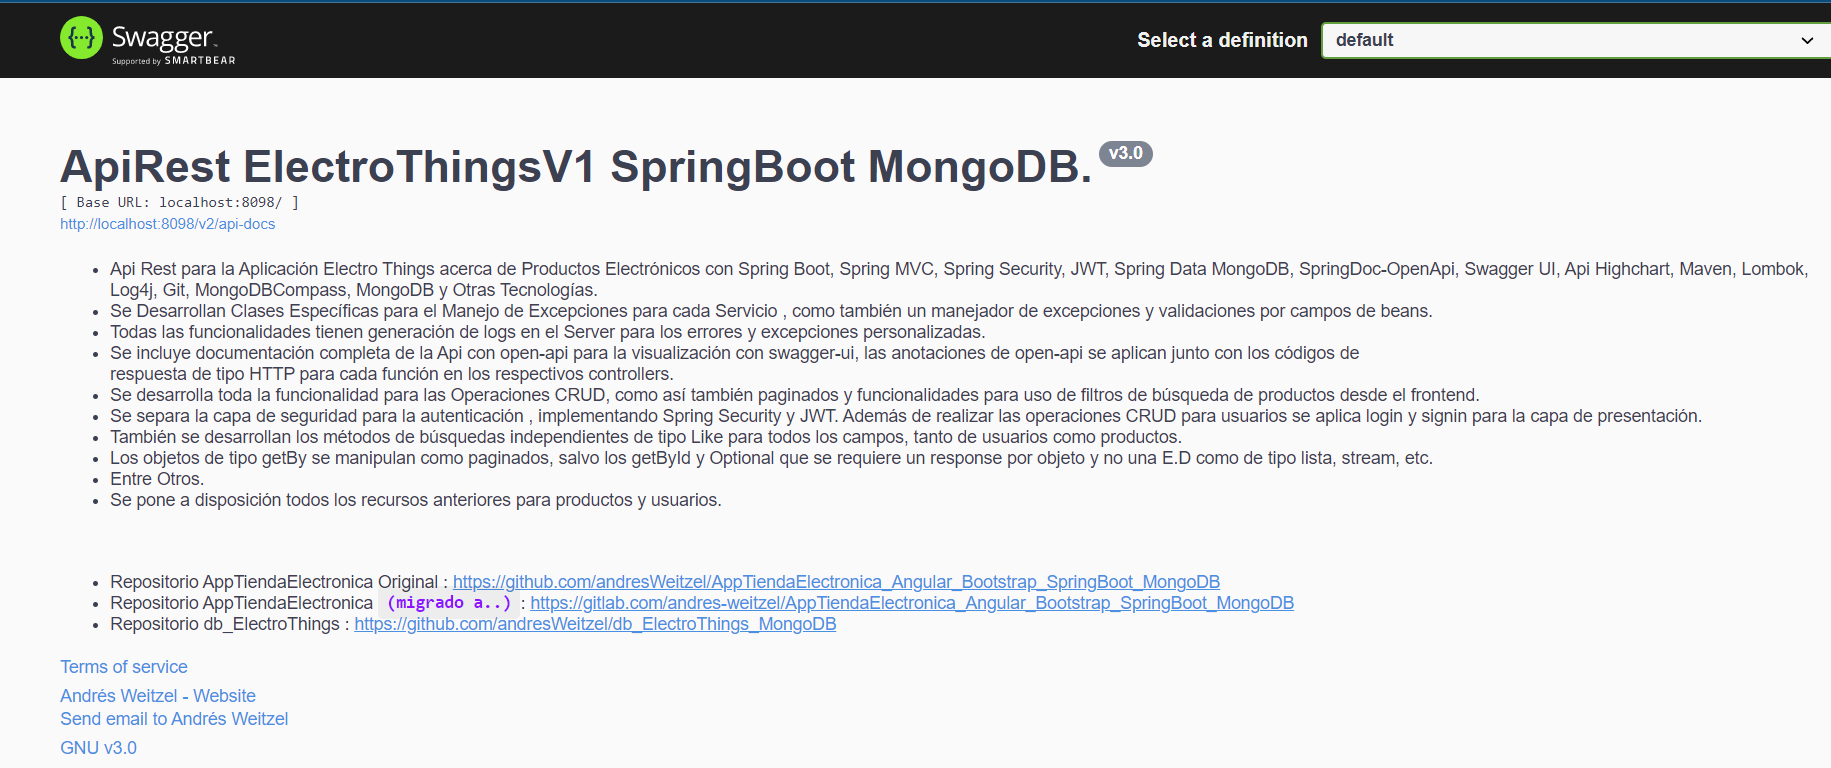 {···} Swagger™
Supported by SMARTBEAR
Select a definition
default
ApiRest ElectroThingsV1 SpringBoot MongoDB. v3.0
[ Base URL: localhost:8098/ ]
http://localhost:8098/v2/api-docs
• Api Rest para la Aplicación Electro Things acerca de Productos Electrónicos con Spring Boot, Spring MVC, Spring Security, JWT, Spring Data MongoDB, SpringDoc-OpenApi, Swagger UI, Api Highchart, Maven, Lombok,
Log4j, Git, MongoDBCompass, MongoDB y Otras Tecnologías.
• Se Desarrollan Clases Específicas para el Manejo de Excepciones para cada Servicio , como también un manejador de excepciones y validaciones por campos de beans.
• Todas las funcionalidades tienen generación de logs en el Server para los errores y excepciones personalizadas.
• Se incluye documentación completa de la Api con open-api para la visualización con swagger-ui, las anotaciones de open-api se aplican junto con los códigos de
respuesta de tipo HTTP para cada función en los respectivos controllers.
• Se desarrolla toda la funcionalidad para las Operaciones CRUD, como así también paginados y funcionalidades para uso de filtros de búsqueda de productos desde el frontend.
• Se separa la capa de seguridad para la autenticación , implementando Spring Security y JWT. Además de realizar las operaciones CRUD para usuarios se aplica login y signin para la capa de presentación.
• También se desarrollan los métodos de búsquedas independientes de tipo Like para todos los campos, tanto de usuarios como productos.
• Los objetos de tipo getBy se manipulan como paginados, salvo los getById y Optional que se requiere un response por objeto y no una E.D como de tipo lista, stream, etc.
• Entre Otros.
• Se pone a disposición todos los recursos anteriores para productos y usuarios.
• Repositorio AppTiendaElectronica Original : https://github.com/andresWeitzel/AppTiendaElectronica_Angular_Bootstrap_SpringBoot_MongoDB
• Repositorio AppTiendaElectronica (migrado a..) : https://gitlab.com/andres-weitzel/AppTiendaElectronica_Angular_Bootstrap_SpringBoot_MongoDB
• Repositorio db_ElectroThings : https://github.com/andresWeitzel/db_ElectroThings_MongoDB
Terms of service
Andrés Weitzel - Website
Send email to Andrés Weitzel
GNU v3.0